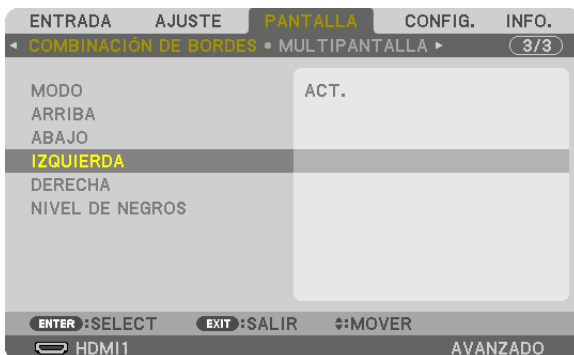 ENTRADA AJUSTE PANTALLA CONFIG. INFO.
◂ COMBINACIÓN DE BORDES • MULTIPANTALLA ▸ 3/3
MODO ACT.
ARRIBA
ABAJO
IZQUIERDA
DERECHA
NIVEL DE NEGROS
ENTER :SELECT EXIT :SALIR ♦:MOVER
HDMI1 AVANZADO